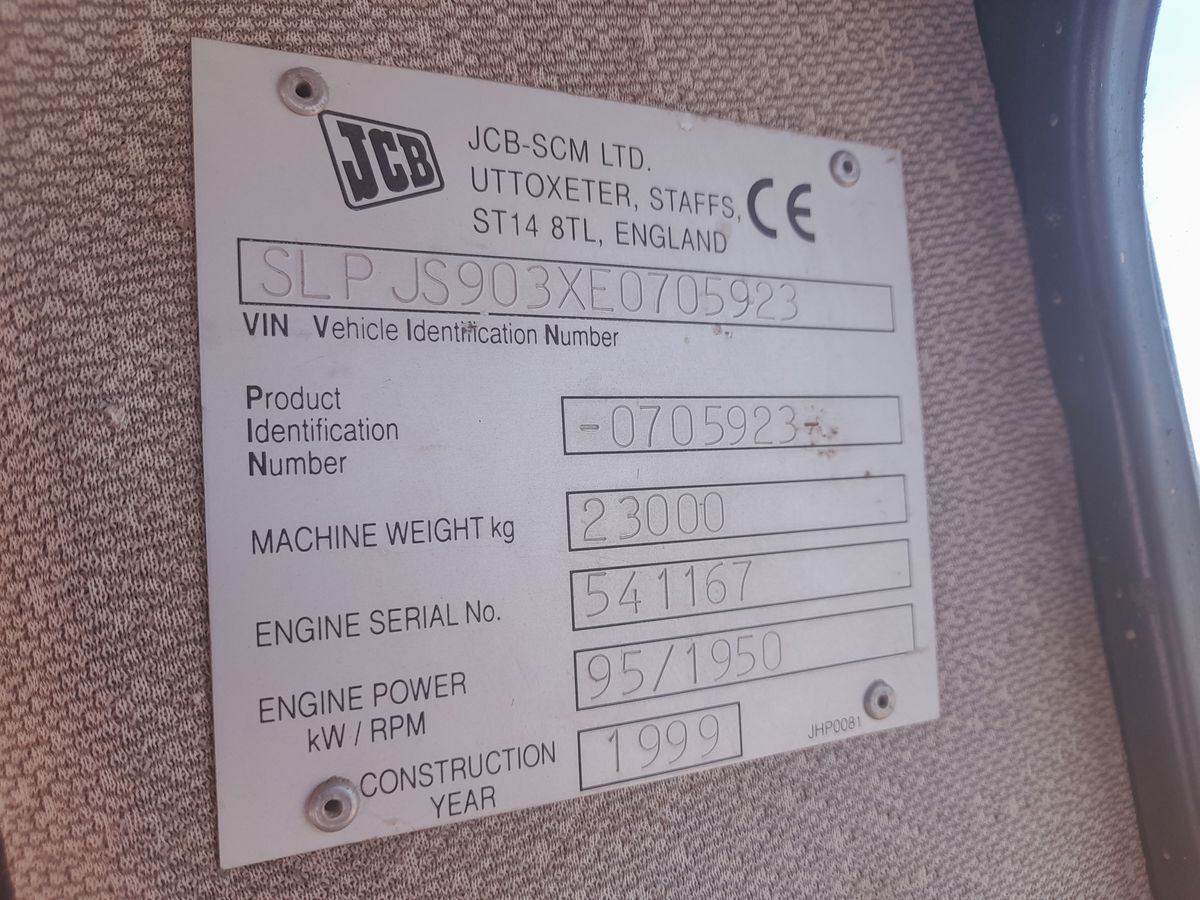 JCB
JCB-SCM LTD.
UTTOXETER, STAFFS,
ST14 8TL, ENGLAND
CE
SLP JS903XE0705923
VIN Vehicle Identification Number
Product
Identification
Number
-0705923-
MACHINE WEIGHT kg
23000
ENGINE SERIAL No.
541167
ENGINE POWER
kW / RPM
95/1950
CONSTRUCTION
YEAR
1999
JHP0081